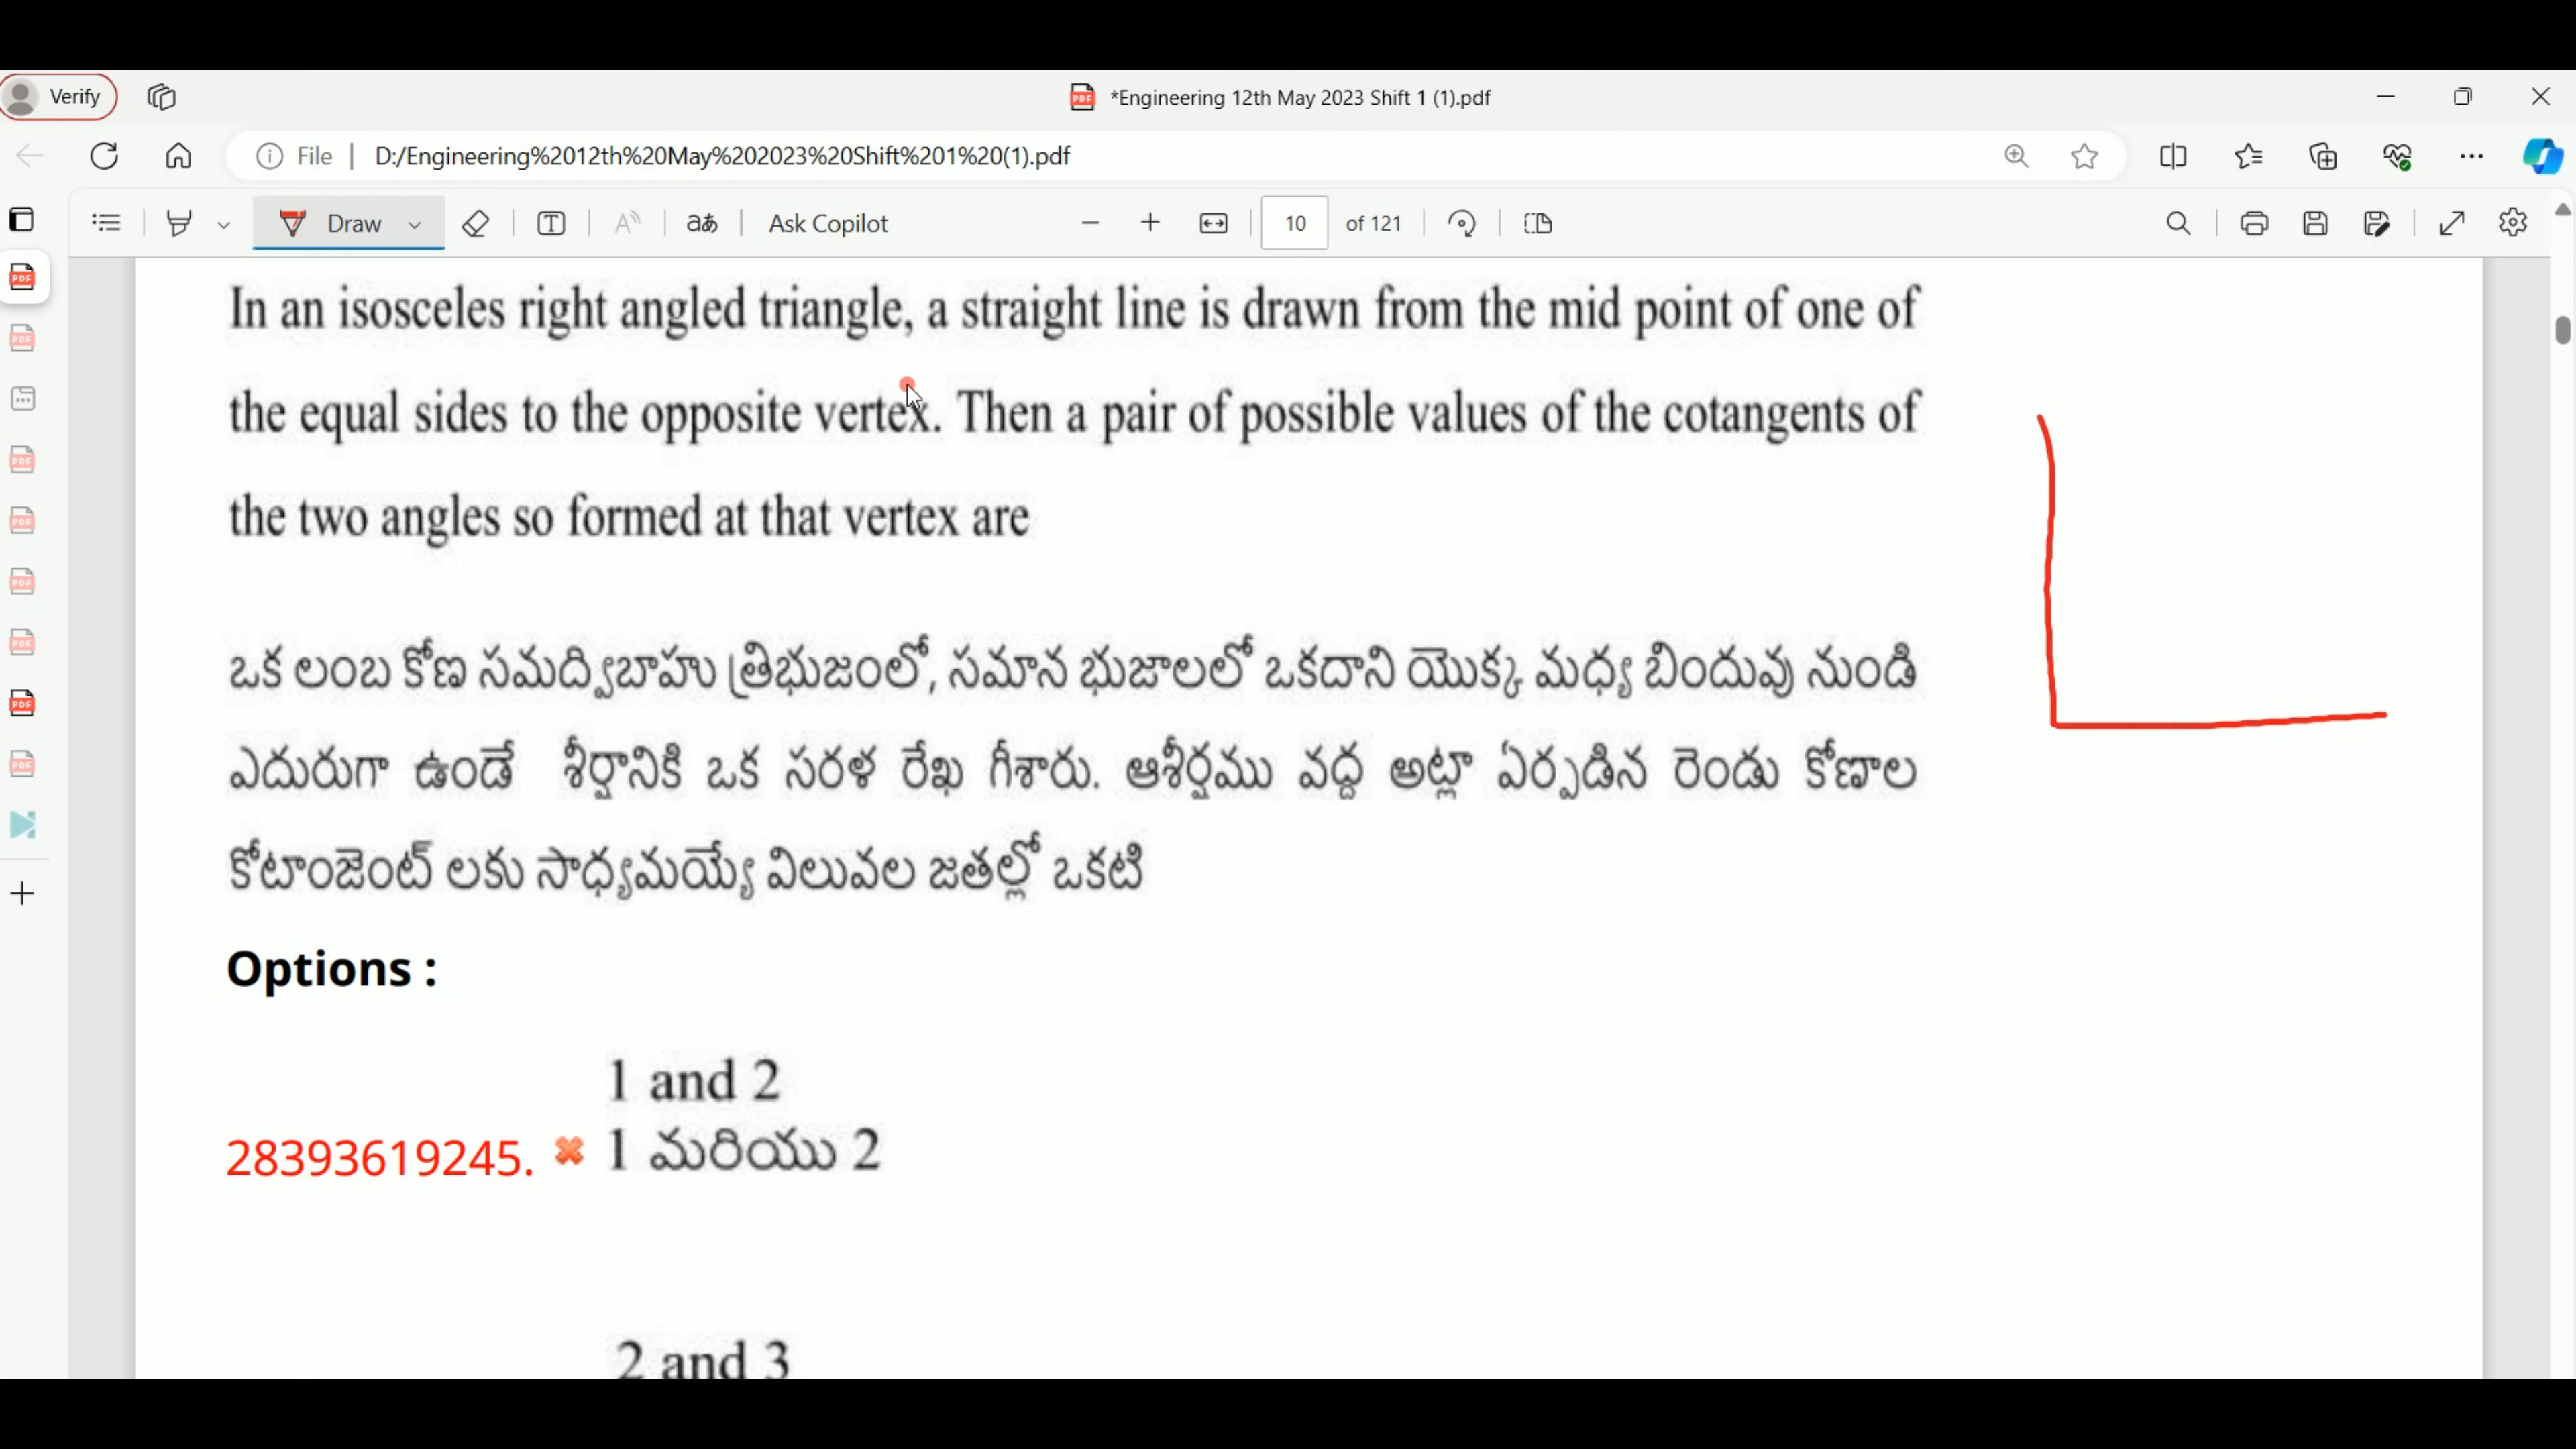 Verify
*Engineering 12th May 2023 Shift 1 (1).pdf
File D:/Engineering%2012th%20May%202023%20Shift%201%20(1).pdf
Draw
Ask Copilot
10 of 121
In an isosceles right angled triangle, a straight line is drawn from the mid point of one of
the equal sides to the opposite vertex. Then a pair of possible values of the cotangents of
the two angles so formed at that vertex are
ఒక లంబ కోణ సమద్విబాహు త్రిభుజంలో, సమాన భుజాలలో ఒకదాని యొక్క మధ్య బిందువు నుండి
ఎదురుగా ఉండే శీర్షానికి ఒక సరళ రేఖ గీశారు. ఆశీర్షము వద్ద అట్లా ఏర్పడిన రెండు కోణాల
కోటాంజెంట్ లకు సాధ్యమయ్యే విలువల జతల్లో ఒకటి
Options :
1 and 2
28393619245. 1 మరియు 2
2 and 3